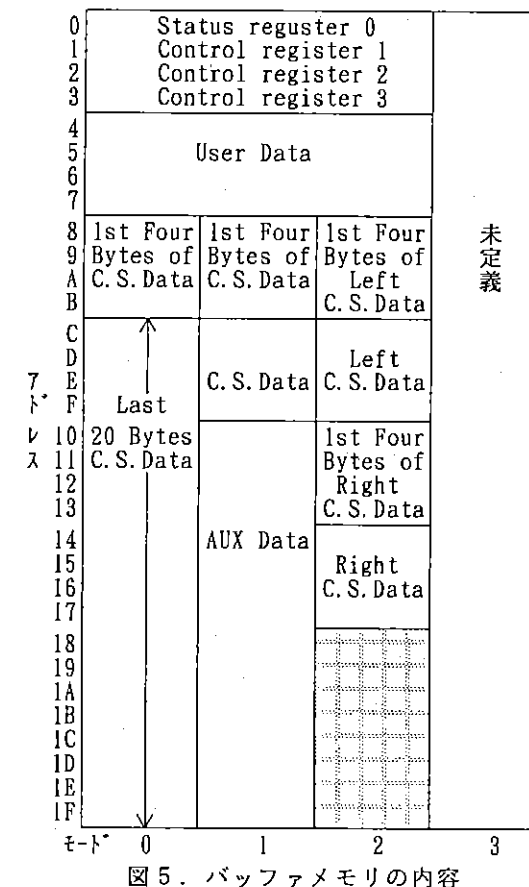 0 Status reguster 0
1 Control register 1
2 Control register 2
3 Control register 3
4
5 User Data
6
7
8 1st Four 1st Four 1st Four
9 Bytes of Bytes of Bytes of
A C.S.Data C.S.Data Left
B C.S.Data
未定義
C
D Left
E C.S.Data C.S.Data
F Last
10 20 Bytes 1st Four
11 C.S.Data Bytes of
12 Right
13 C.S.Data
14 AUX Data
15 Right
16 C.S.Data
17
18
19
1A
1B
1C
1D
1E
1F
アドレス
モード 0 1 2 3
図5．バッファメモリの内容